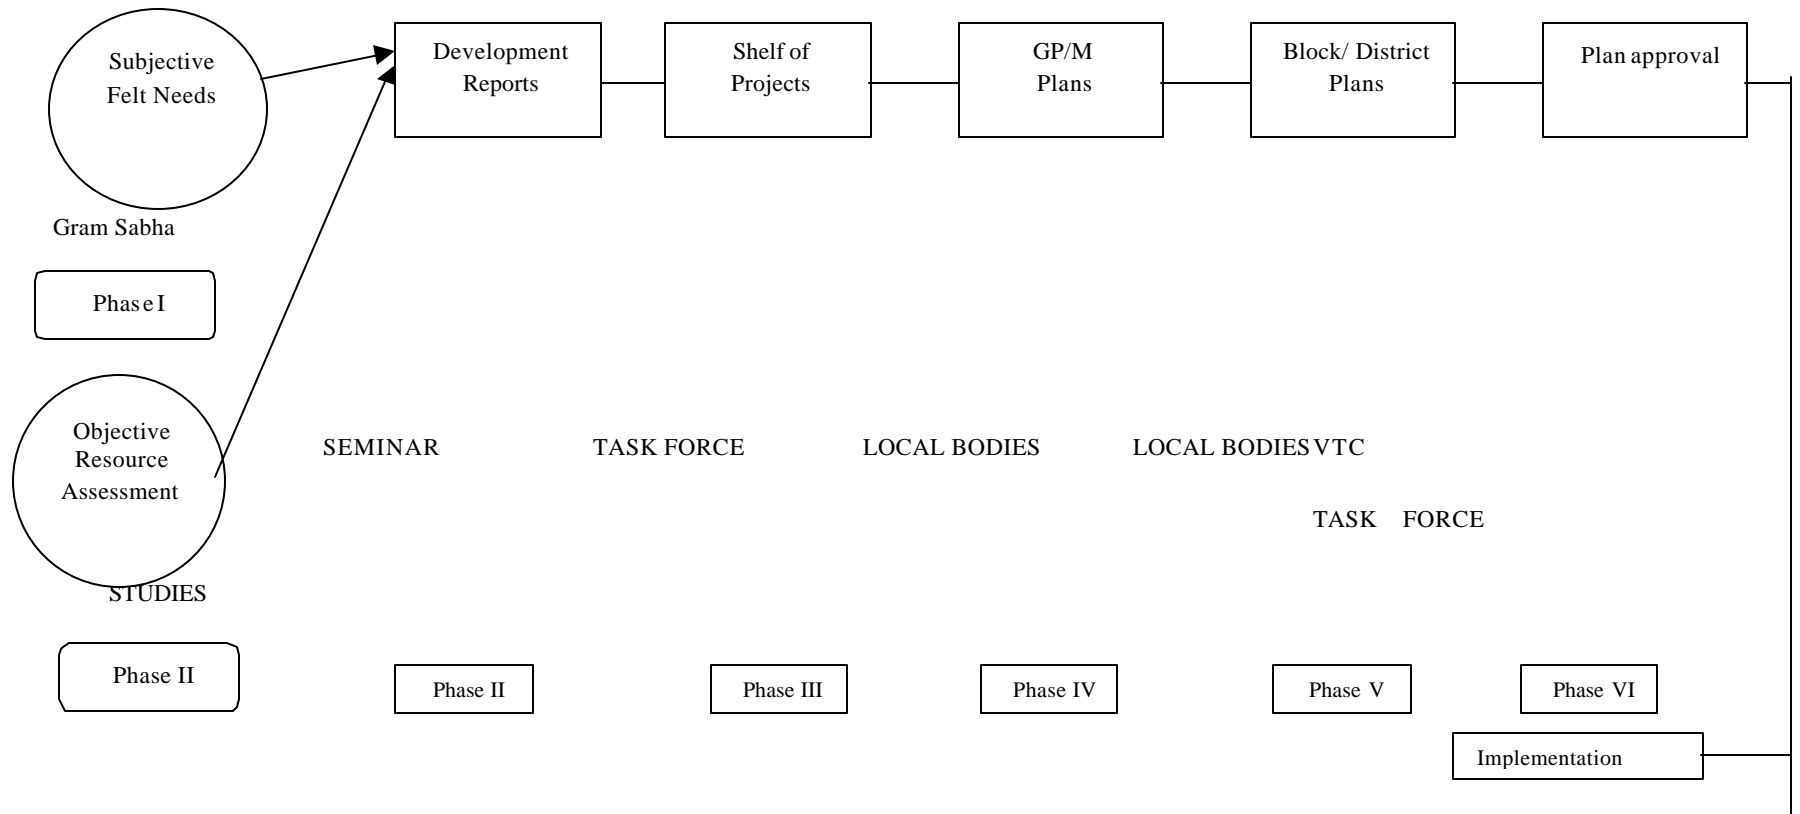 Subjective
Felt Needs
Development
Reports
Shelf of
Projects
GP/M
Plans
Block/ District
Plans
Plan approval
Gram Sabha
Phase I
Objective
Resource
Assessment
SEMINAR
TASK FORCE
LOCAL BODIES
LOCAL BODIES VTC
TASK FORCE
STUDIES
Phase II
Phase II
Phase III
Phase IV
Phase V
Phase VI
Implementation